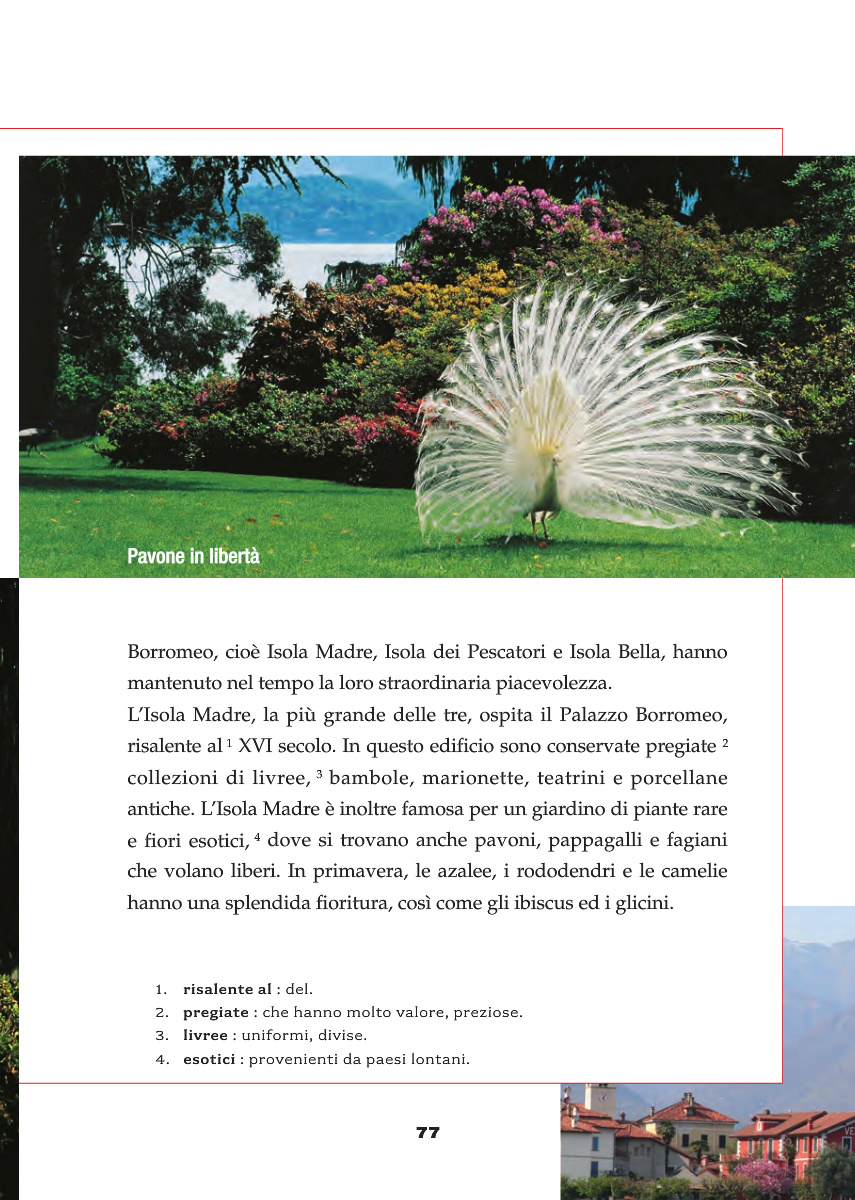 Pavone in libertà
Borromeo, cioè Isola Madre, Isola dei Pescatori e Isola Bella, hanno
mantenuto nel tempo la loro straordinaria piacevolezza.
L'Isola Madre, la più grande delle tre, ospita il Palazzo Borromeo,
risalente al 1 XVI secolo. In questo edificio sono conservate pregiate 2
collezioni di livree, 3 bambole, marionette, teatrini e porcellane
antiche. L'Isola Madre è inoltre famosa per un giardino di piante rare
e fiori esotici, 4 dove si trovano anche pavoni, pappagalli e fagiani
che volano liberi. In primavera, le azalee, i rododendri e le camelie
hanno una splendida fioritura, così come gli ibiscus ed i glicini.
1. risalente al : del.
2. pregiate : che hanno molto valore, preziose.
3. livree : uniformi, divise.
4. esotici : provenienti da paesi lontani.
77